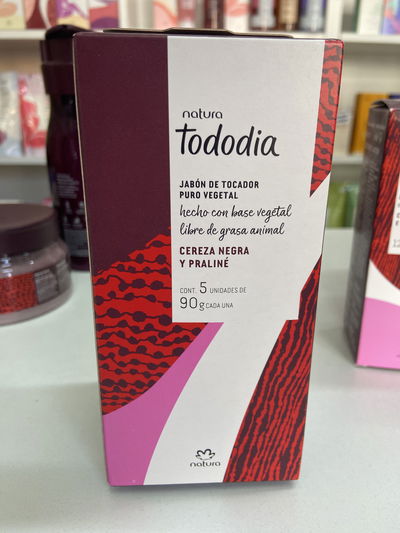 natura
tododia
JABÓN DE TOCADOR
PURO VEGETAL
hecho con base vegetal
libre de grasa animal
CEREZA NEGRA
Y PRALINÉ
CONT. 5 UNIDADES DE
90g CADA UNA
natura